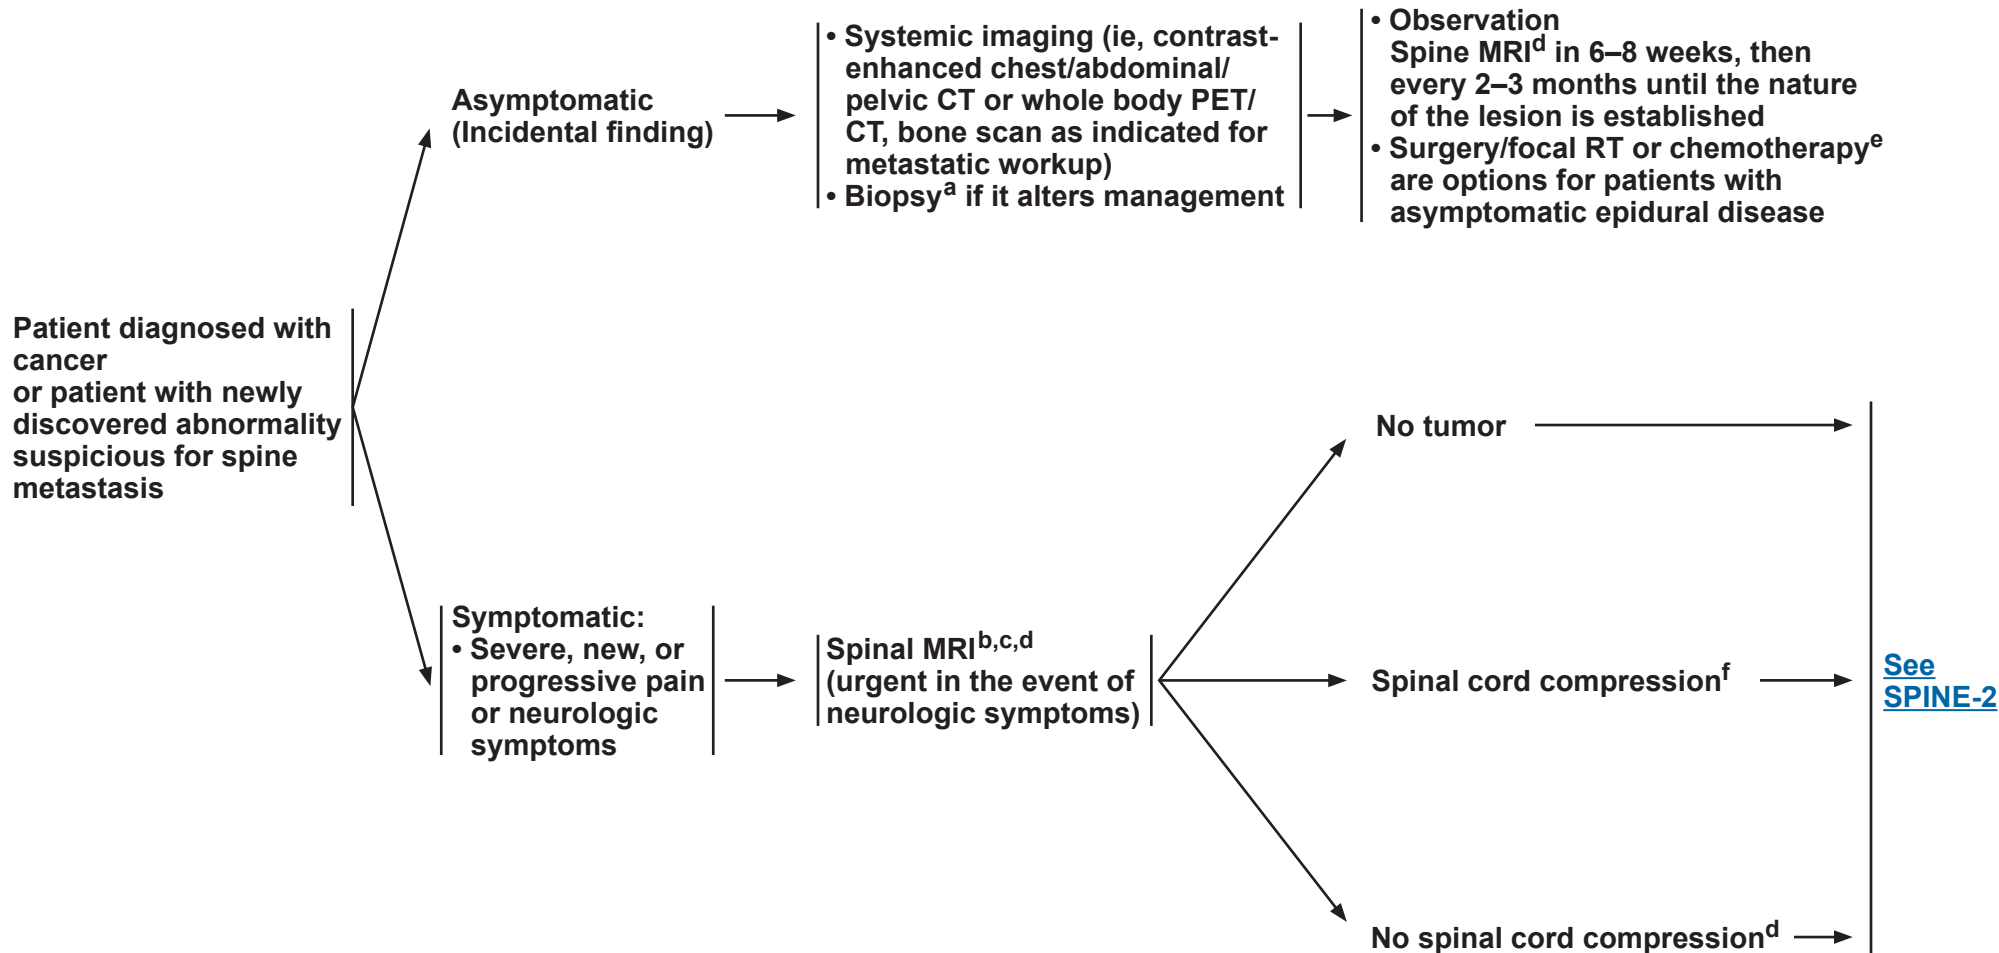 Patient diagnosed with
cancer
or patient with newly
discovered abnormality
suspicious for spine
metastasis
Asymptomatic
(Incidental finding)
• Systemic imaging (ie, contrast-
enhanced chest/abdominal/
pelvic CT or whole body PET/
CT, bone scan as indicated for
metastatic workup)
• Biopsya if it alters management
• Observation
Spine MRId in 6–8 weeks, then
every 2–3 months until the nature
of the lesion is established
• Surgery/focal RT or chemotherapye
are options for patients with
asymptomatic epidural disease
Symptomatic:
• Severe, new, or
progressive pain
or neurologic
symptoms
Spinal MRIb,c,d
(urgent in the event of
neurologic symptoms)
No tumor
Spinal cord compressionf
No spinal cord compressiond
See
SPINE-2